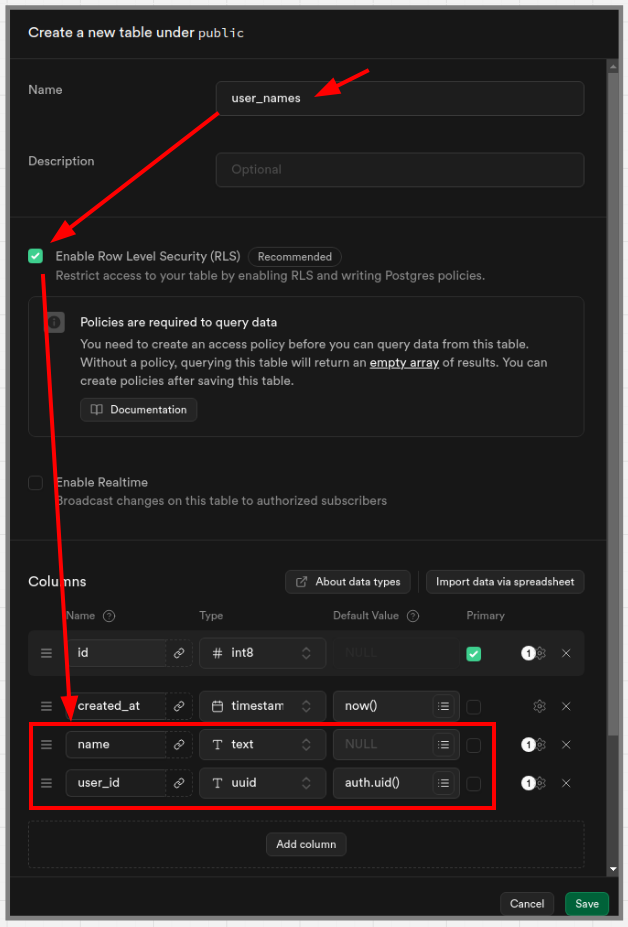 Create a new table under public
Name
user_names
Description
Optional
Enable Row Level Security (RLS) Recommended
Restrict access to your table by enabling RLS and writing Postgres policies.
Policies are required to query data
You need to create an access policy before you can query data from this table.
Without a policy, querying this table will return an empty array of results. You can
create policies after saving this table.
Documentation
Enable Realtime
Broadcast changes on this table to authorized subscribers
Columns About data types Import data via spreadsheet
Name Type Default Value Primary
id # int8 NULL 1
created_at timestam now()
name T text NULL 1
user_id T uuid auth.uid() 1
Add column
Cancel Save